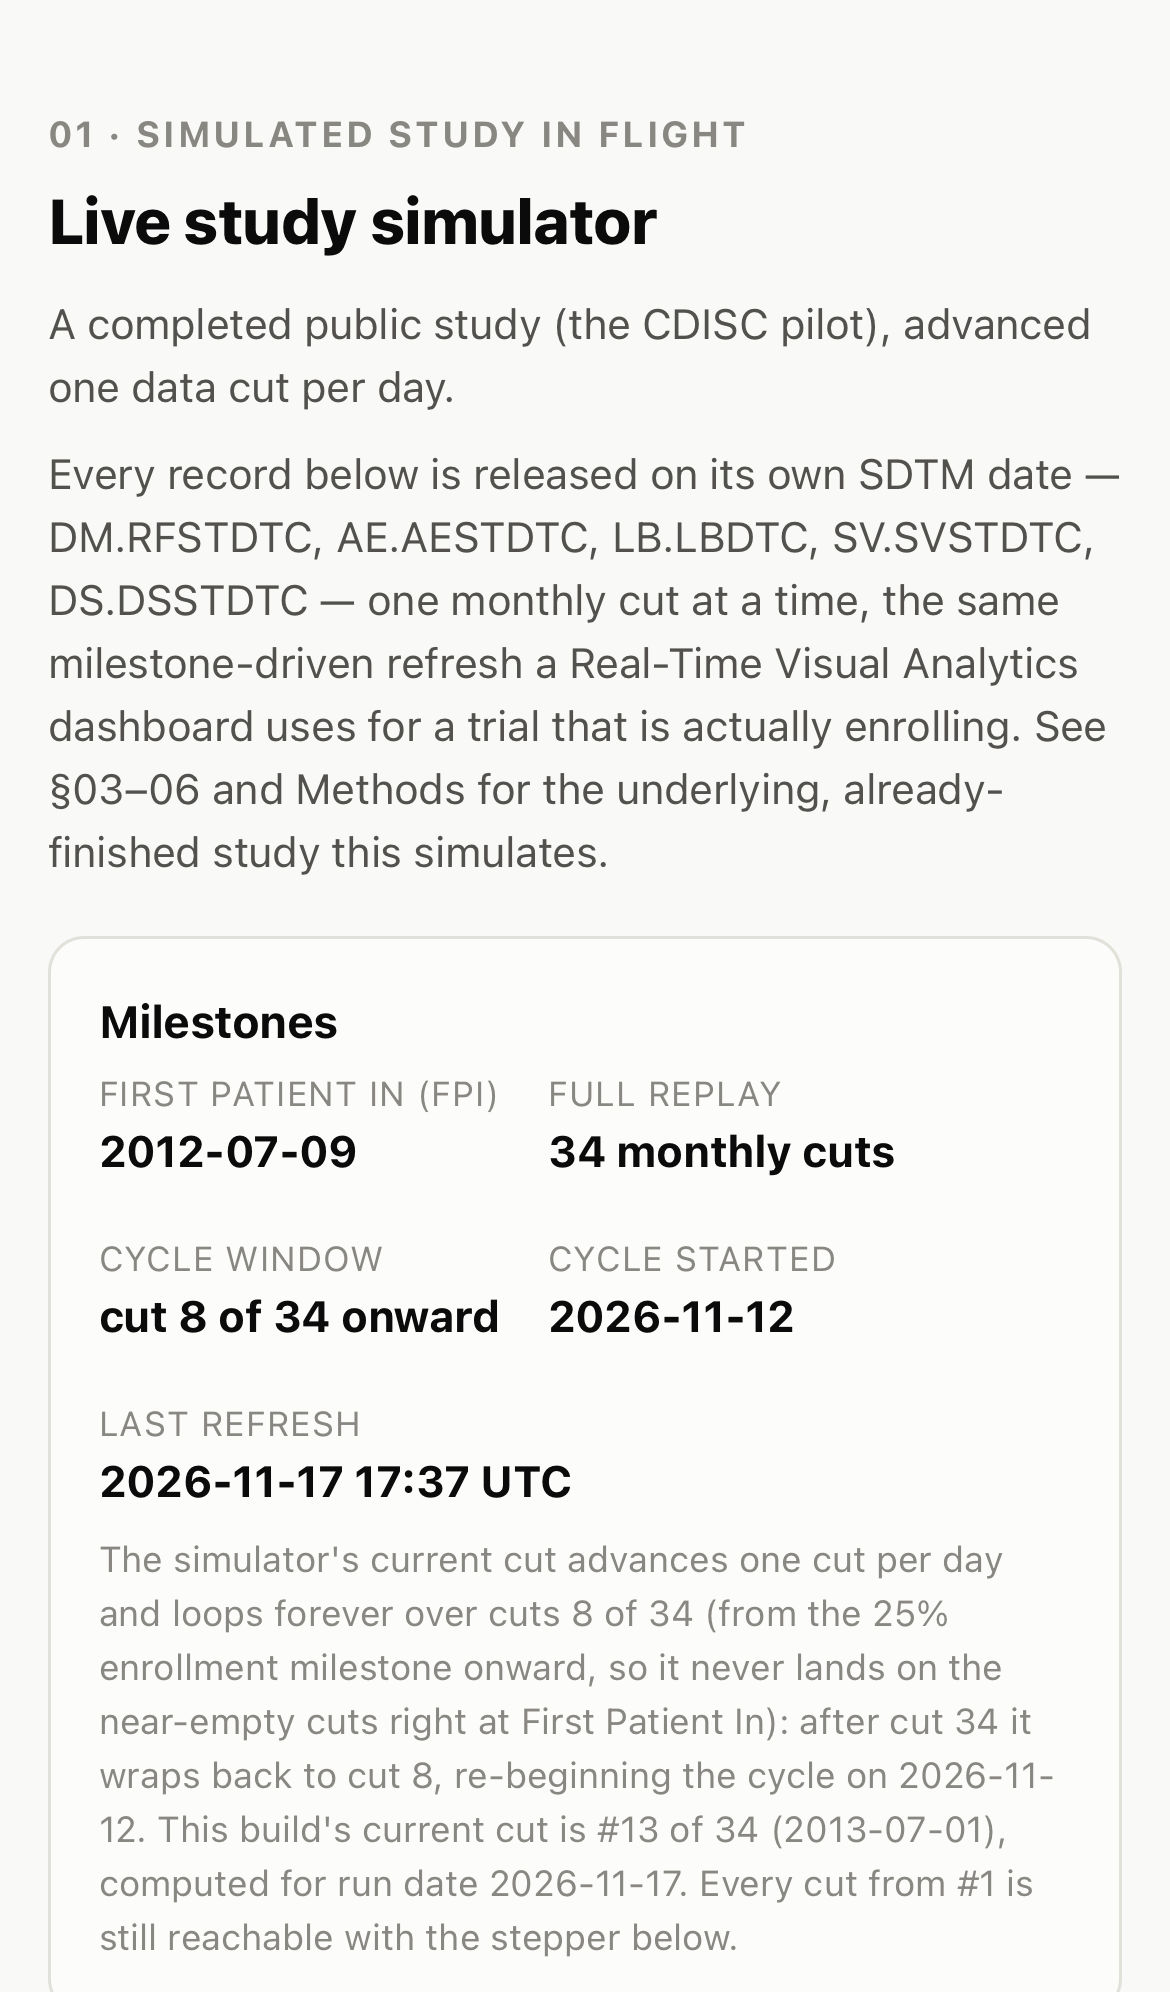 01 · SIMULATED STUDY IN FLIGHT
Live study simulator
A completed public study (the CDISC pilot), advanced
one data cut per day.
Every record below is released on its own SDTM date —
DM.RFSTDTC, AE.AESTDTC, LB.LBDTC, SV.SVSTDTC,
DS.DSSTDTC — one monthly cut at a time, the same
milestone-driven refresh a Real-Time Visual Analytics
dashboard uses for a trial that is actually enrolling. See
§03–06 and Methods for the underlying, already-
finished study this simulates.
Milestones
FIRST PATIENT IN (FPI)
2012-07-09
FULL REPLAY
34 monthly cuts
CYCLE WINDOW
cut 8 of 34 onward
CYCLE STARTED
2026-11-12
LAST REFRESH
2026-11-17 17:37 UTC
The simulator's current cut advances one cut per day
and loops forever over cuts 8 of 34 (from the 25%
enrollment milestone onward, so it never lands on the
near-empty cuts right at First Patient In): after cut 34 it
wraps back to cut 8, re-beginning the cycle on 2026-11-
12. This build's current cut is #13 of 34 (2013-07-01),
computed for run date 2026-11-17. Every cut from #1 is
still reachable with the stepper below.